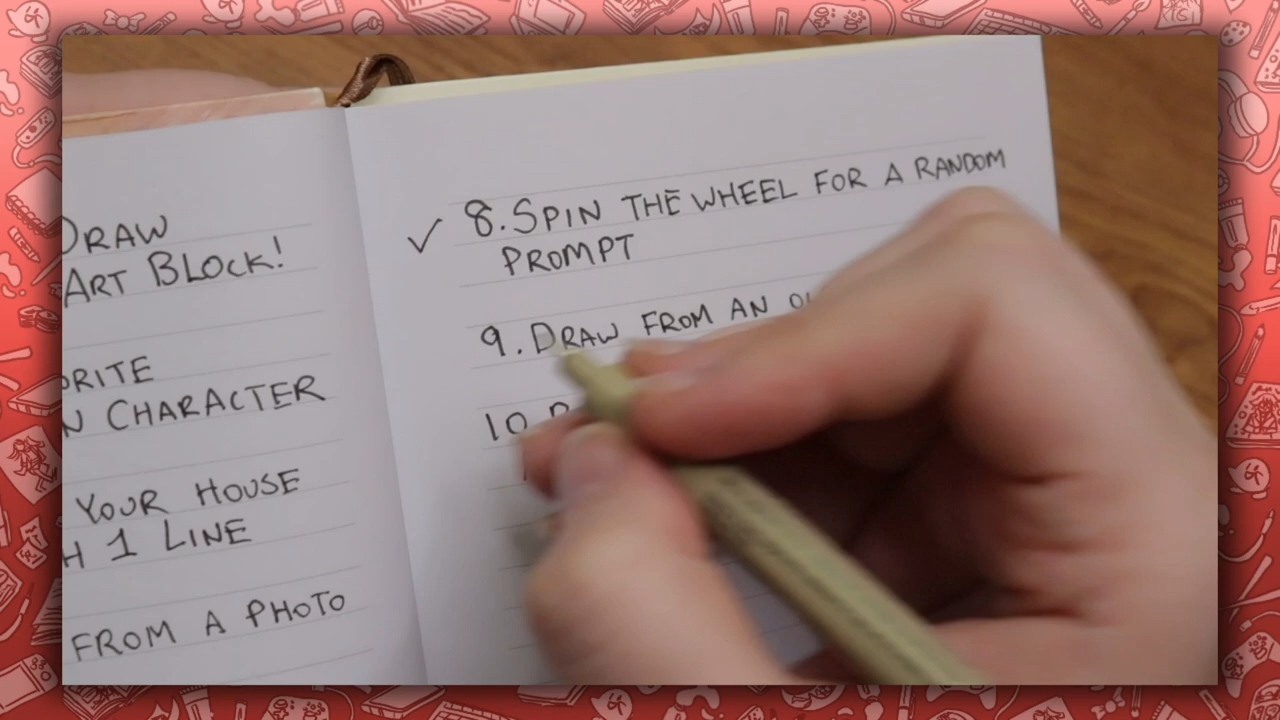 DRAW
ART BLOCK!
CHARACTER
YOUR HOUSE
1 LINE
FROM A PHOTO
✓ 8. SPIN THE WHEEL FOR A RANDOM
PROMPT
9. DRAW FROM AN
10